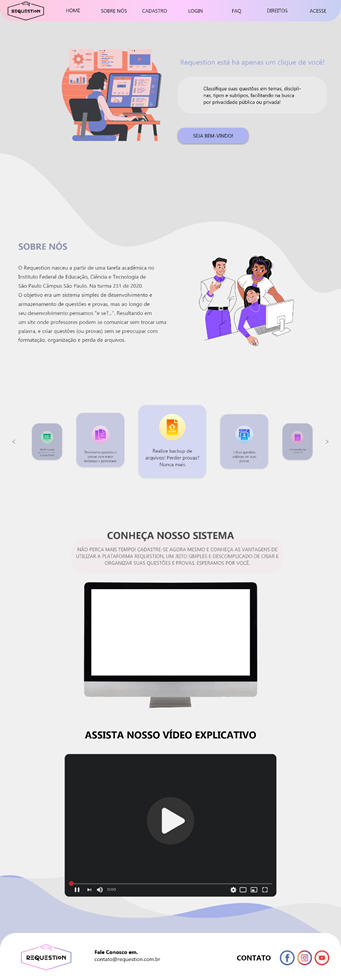 REQUESTION
HOME
SOBRE NÓS
CADASTRO
LOGIN
FAQ
DIREITOS
ACESSE
Requestion está há apenas um clique de você!
Classifique suas questões em temas, discipli-
nas, tipos e subtipos, facilitando na busca
por privacidade pública ou privada!
SEJA BEM-VINDO!
SOBRE NÓS
O Requestion nasceu a partir de uma tarefa acadêmica no
Instituto Federal de Educação, Ciência e Tecnologia de
São Paulo Câmpus São Paulo. Na turma 231 de 2020.
O objetivo era um sistema simples de desenvolvimento e
armazenamento de questões e provas, mas ao longo de
seu desenvolvimento pensamos "e se?...". Resultando em
um site onde professores podem se comunicar sem trocar uma
palavra, e criar questões (ou provas) sem se preocupar com
formatação, organização e perda de arquivos.
Realize backup de
arquivos! Perder provas?
Nunca mais.
CONHEÇA NOSSO SISTEMA
NÃO PERCA MAIS TEMPO! CADASTRE-SE AGORA MESMO E CONHEÇA AS VANTAGENS DE
UTILIZAR A PLATAFORMA REQUESTION, UM JEITO SIMPLES E DESCOMPLICADO DE CRIAR E
ORGANIZAR SUAS QUESTÕES E PROVAS. ESPERAMOS POR VOCÊ.
ASSISTA NOSSO VÍDEO EXPLICATIVO
REQUESTION
Fale Conosco em.
contato@requestion.com.br
CONTATO